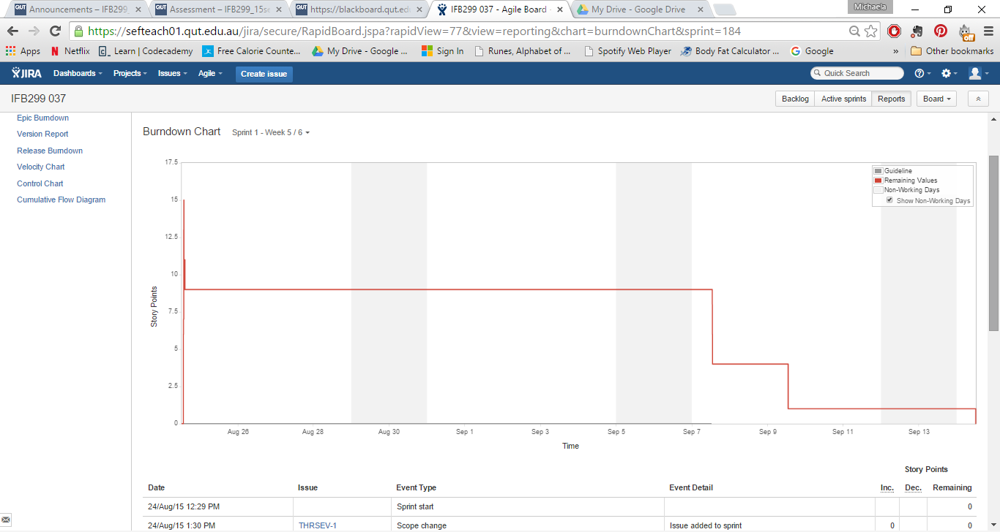 QUT Announcements – IFB299_
QUT Assessment – IFB299_15se
QUT https://blackboard.qut.edu
IFB299 037 - Agile Board -
My Drive - Google Drive
Michaela
https://sefteach01.qut.edu.au/jira/secure/RapidBoard.jspa?rapidView=77&view=reporting&chart=burndownChart&sprint=184
off
Apps N Netflix c_ Learn | Codecademy Free Calorie Counte... My Drive - Google ... Sign In Runes, Alphabet of ... Spotify Web Player Body Fat Calculator ... G Google » Other bookmarks
JIRA Dashboards Projects Issues Agile Create issue Quick Search
IFB299 037 Backlog Active sprints Reports Board
Epic Burndown
Version Report
Release Burndown
Velocity Chart
Control Chart
Cumulative Flow Diagram
Burndown Chart Sprint 1 - Week 5 / 6
17.5
15
12.5
10
7.5
5
2.5
0
Story Points
Guideline
Remaining Values
Non-Working Days
Show Non-Working Days
Aug 26 Aug 28 Aug 30 Sep 1 Sep 3 Sep 5 Sep 7 Sep 9 Sep 11 Sep 13
Time
Story Points
Date Issue Event Type Event Detail Inc. Dec. Remaining
24/Aug/15 12:29 PM Sprint start 0
24/Aug/15 1:30 PM THRSEV-1 Scope change Issue added to sprint 0 0